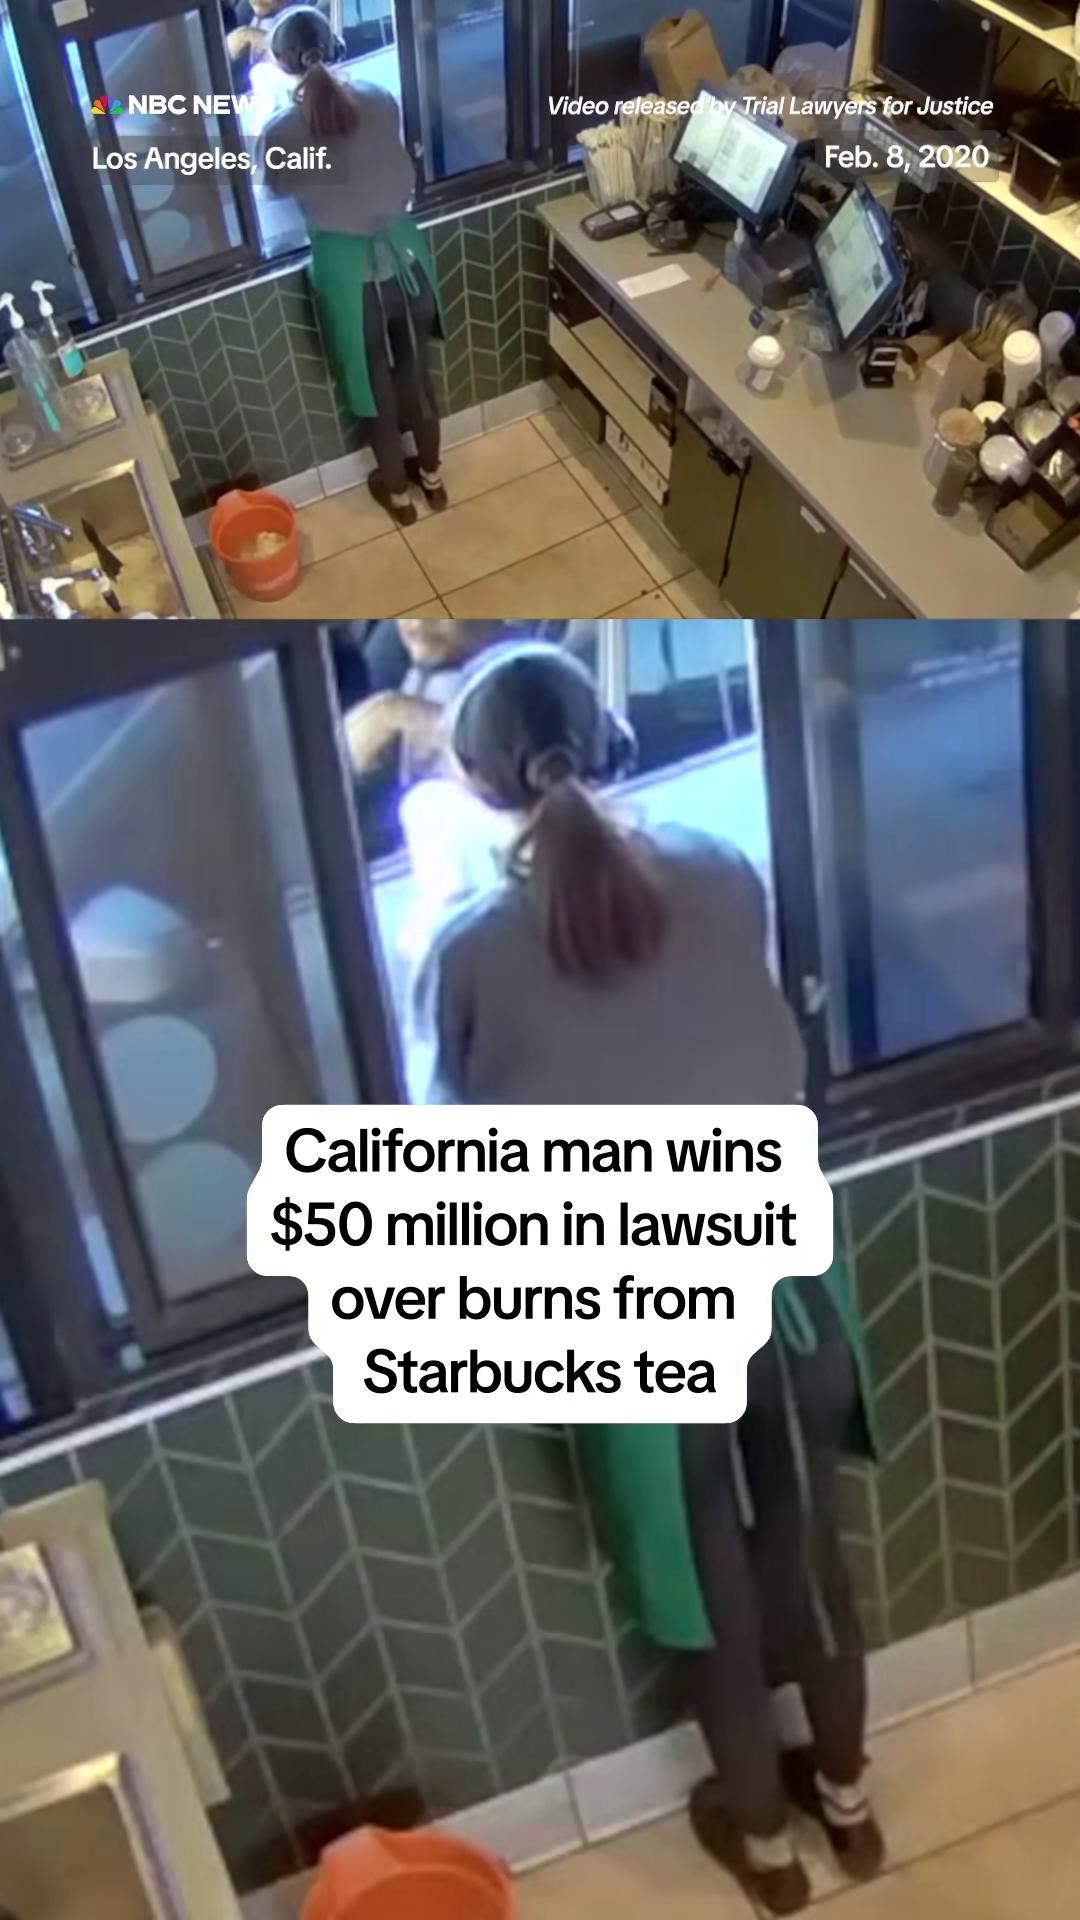 NBC NEWS
Video released by Trial Lawyers for Justice
Los Angeles, Calif.
Feb. 8, 2020
California man wins
$50 million in lawsuit
over burns from
Starbucks tea